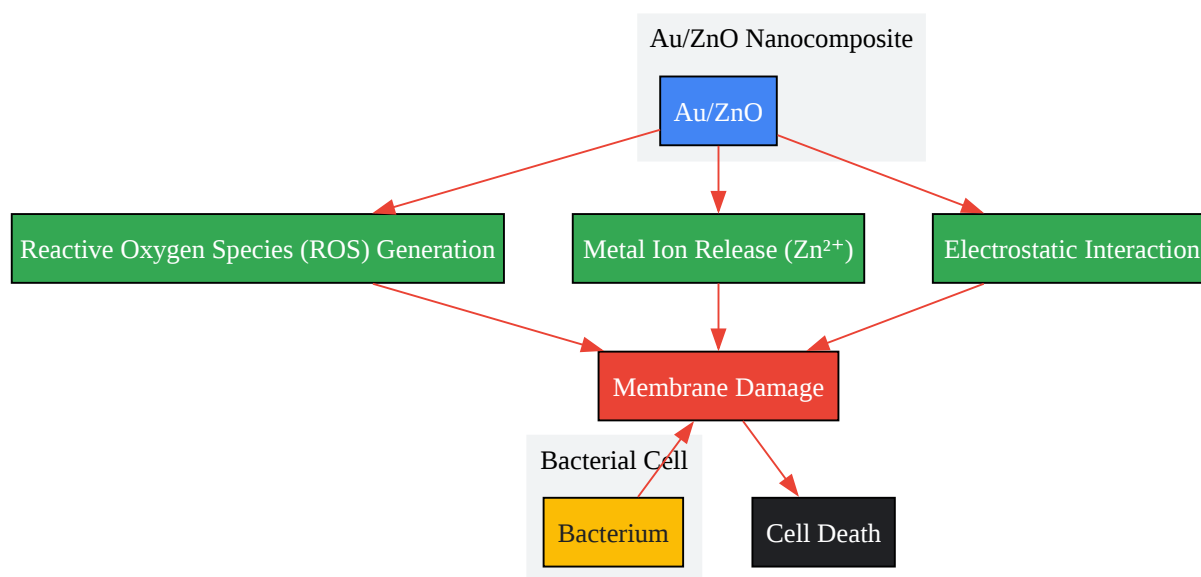 Au/ZnO Nanocomposite
Au/ZnO
Reactive Oxygen Species (ROS) Generation
Metal Ion Release (Zn²⁺)
Electrostatic Interaction
Membrane Damage
Bacterial Cell
Bacterium
Cell Death